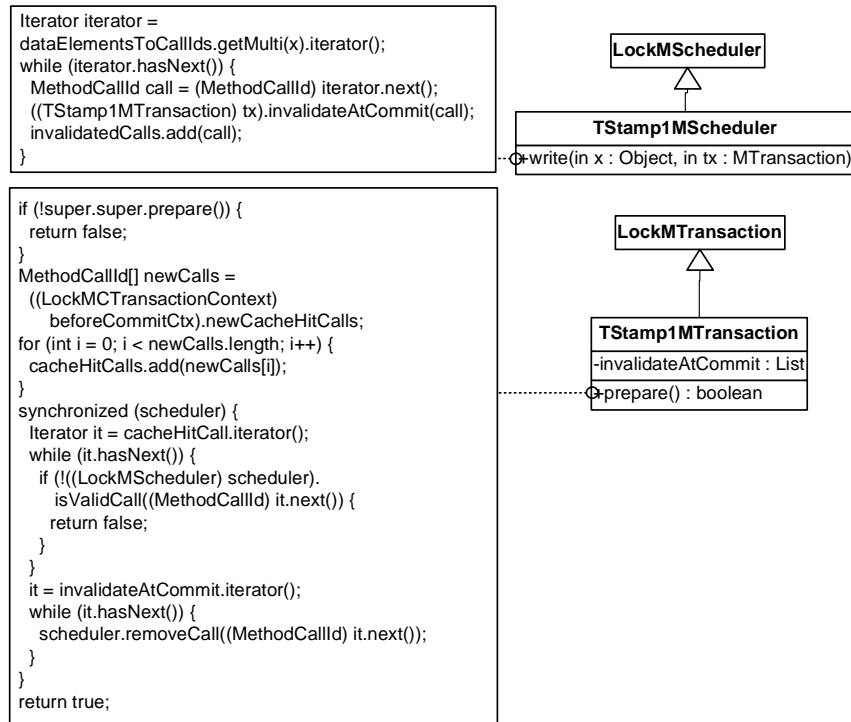 Iterator iterator =
dataElementsToCallIds.getMulti(x).iterator();
while (iterator.hasNext()) {
MethodCallId call = (MethodCallId) iterator.next();
((TStamp1MTransaction) tx).invalidateAtCommit(call);
invalidatedCalls.add(call);
}
LockMScheduler
TStamp1MScheduler
+write(in x : Object, in tx : MTransaction)
if (!super.super.prepare()) {
return false;
}
MethodCallId[] newCalls =
((LockMCTransactionContext)
beforeCommitCtx).newCacheHitCalls;
for (int i = 0; i < newCalls.length; i++) {
cacheHitCalls.add(newCalls[i]);
}
synchronized (scheduler) {
Iterator it = cacheHitCall.iterator();
while (it.hasNext()) {
if (!((LockMScheduler) scheduler).
isValidCall((MethodCallId) it.next()) {
return false;
}
}
it = invalidateAtCommit.iterator();
while (it.hasNext()) {
scheduler.removeCall((MethodCallId) it.next());
}
}
return true;
LockMTransaction
TStamp1MTransaction
-invalidateAtCommit : List
+prepare() : boolean